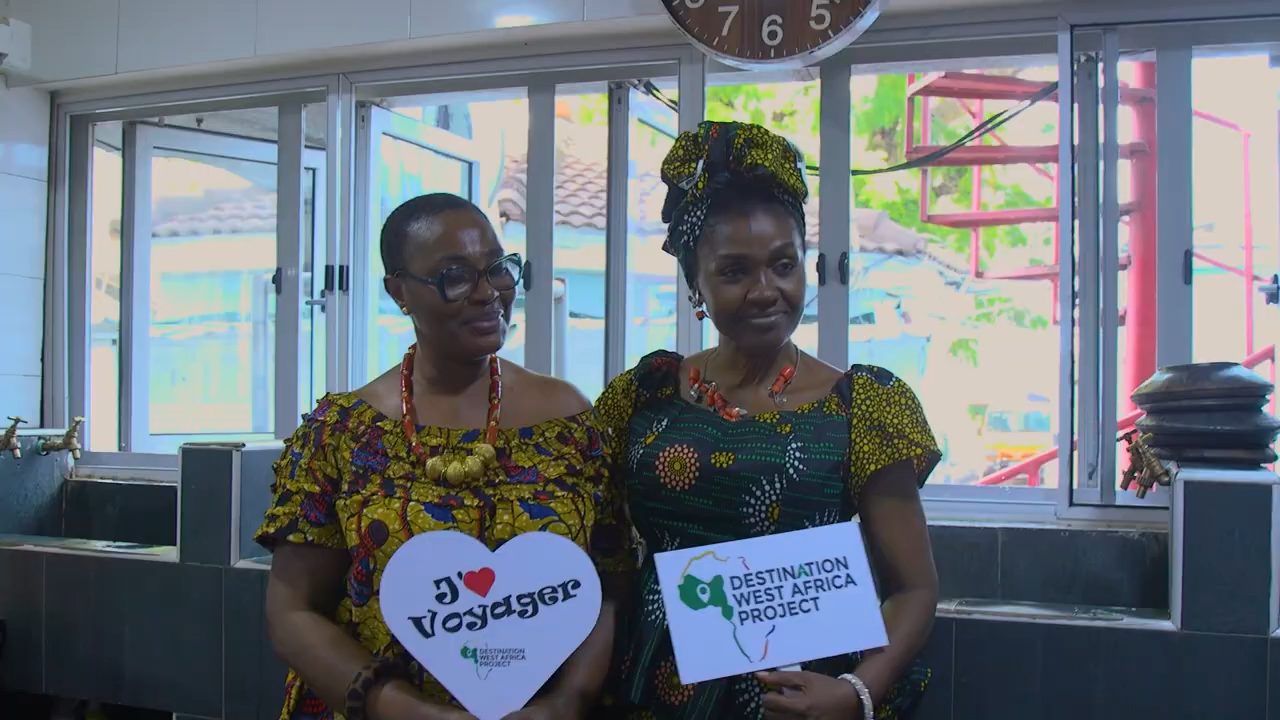 7 6 5
J'❤
Voyager
DESTINATION
WEST AFRICA
PROJECT
DESTINATION
WEST AFRICA
PROJECT